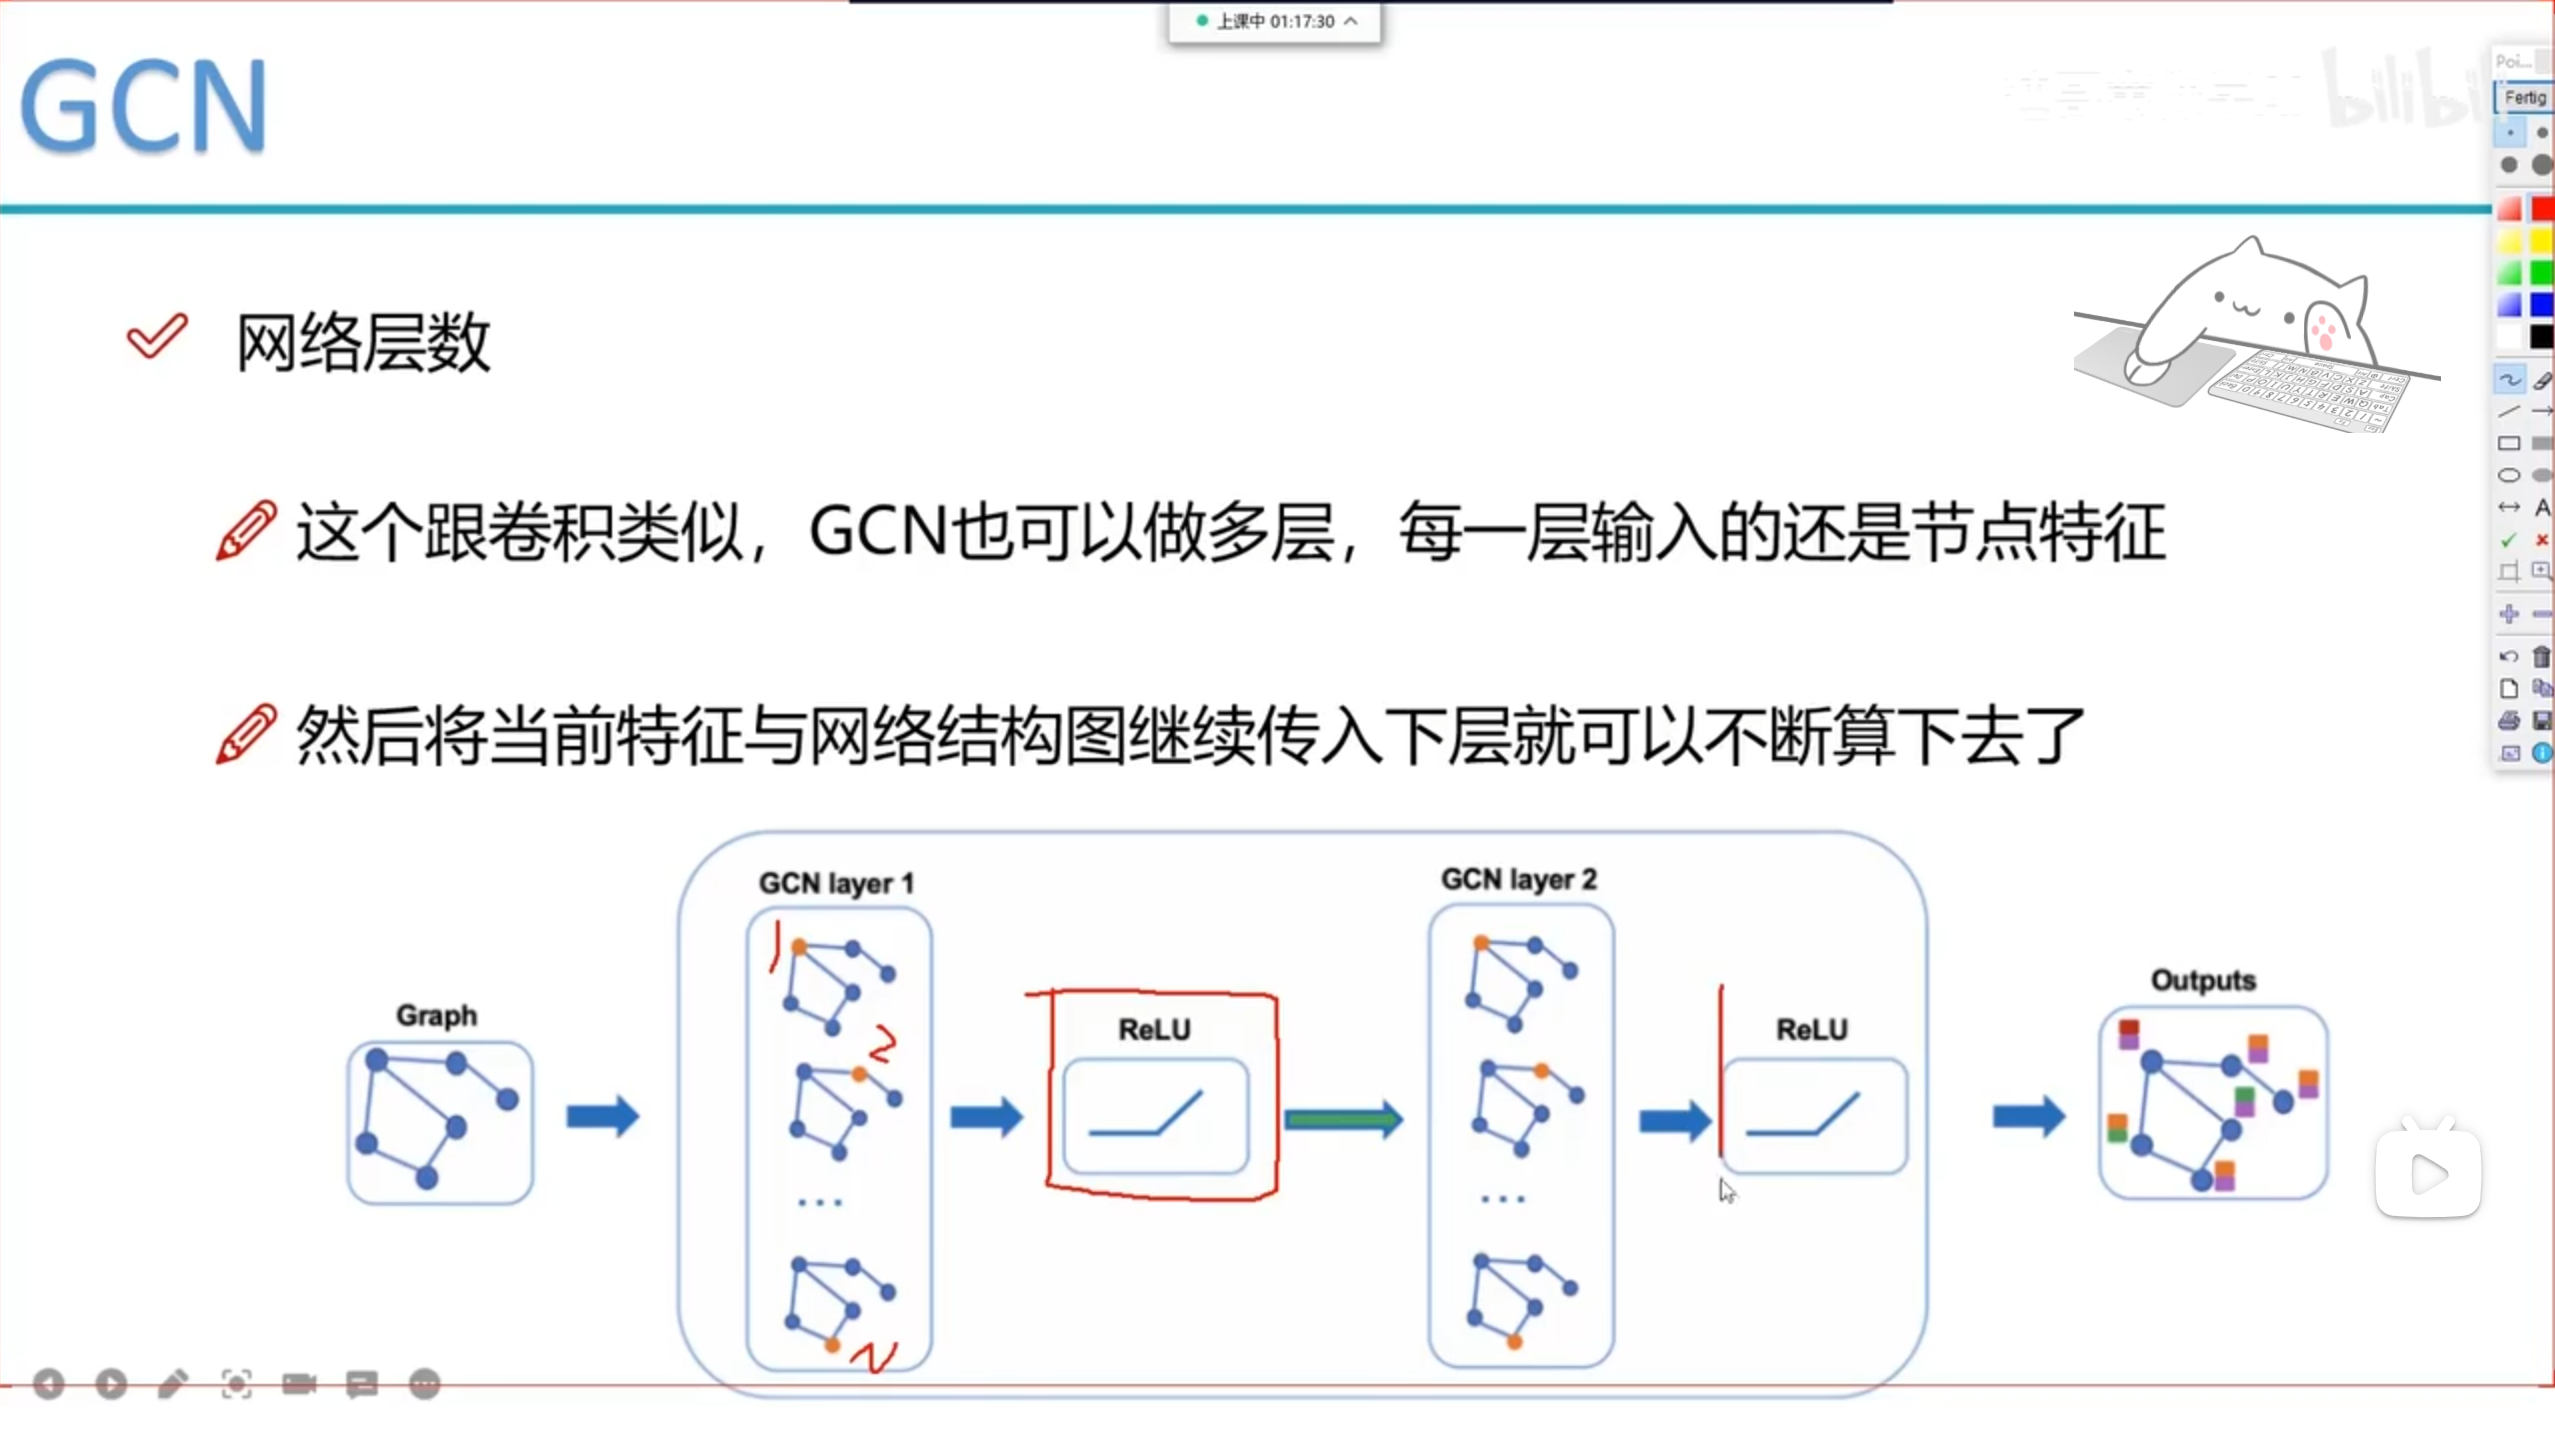 上课中 01:17:30
GCN
bilibili
Poi...
Fertig
网络层数
这个跟卷积类似，GCN也可以做多层，每一层输入的还是节点特征
然后将当前特征与网络结构图继续传入下层就可以不断算下去了
GCN layer 1
GCN layer 2
Graph
ReLU
ReLU
Outputs
1
2
...
...
N